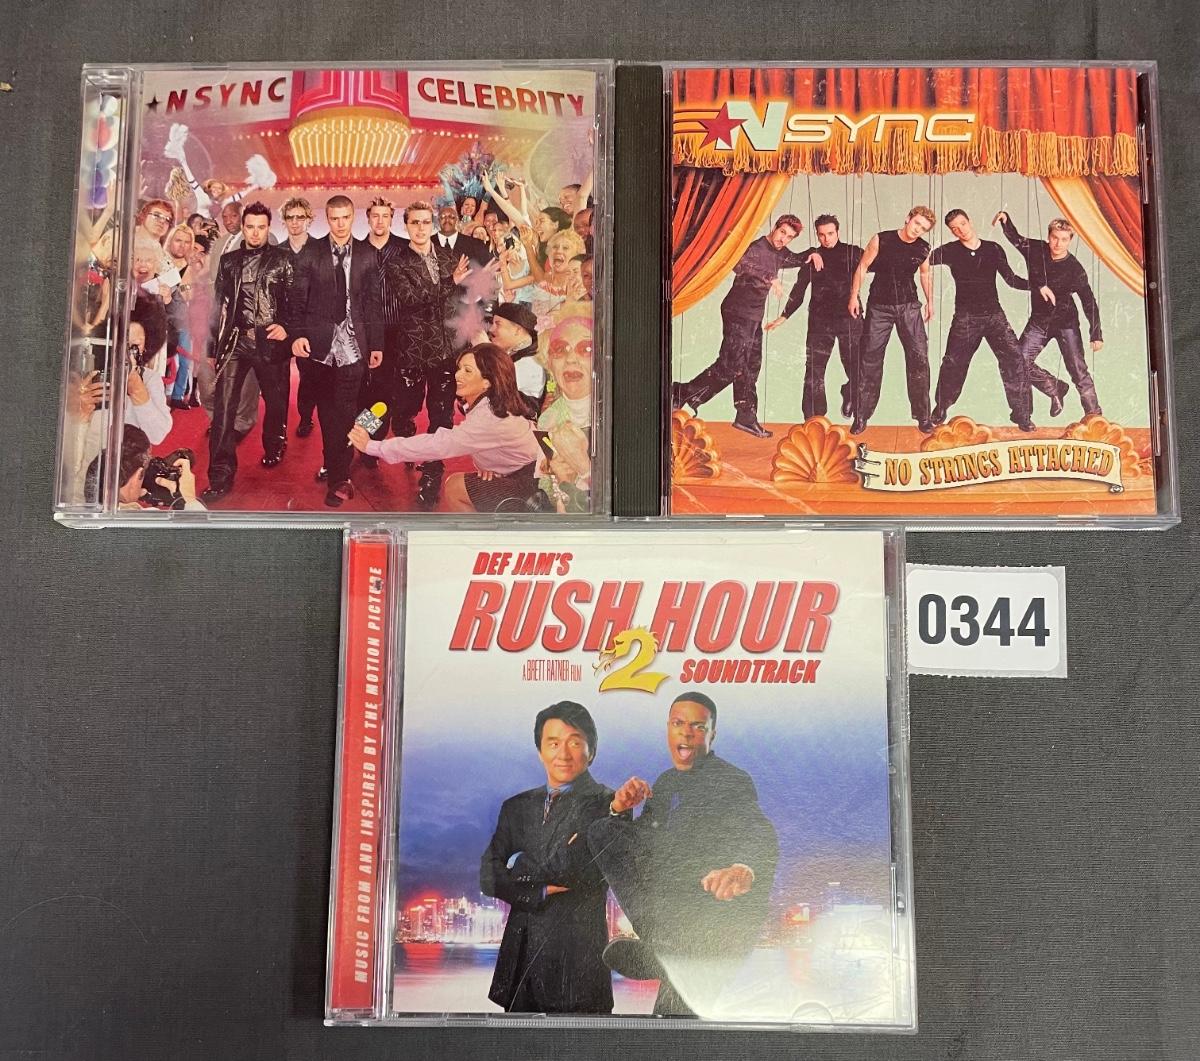 ★NSYNC
CELEBRITY
★NSYNC
NO STRINGS ATTACHED
MUSIC FROM AND INSPIRED BY THE MOTION PICTURE
DEF JAM'S
RUSH HOUR
2
A BRETT RATNER FILM
SOUNDTRACK
0344